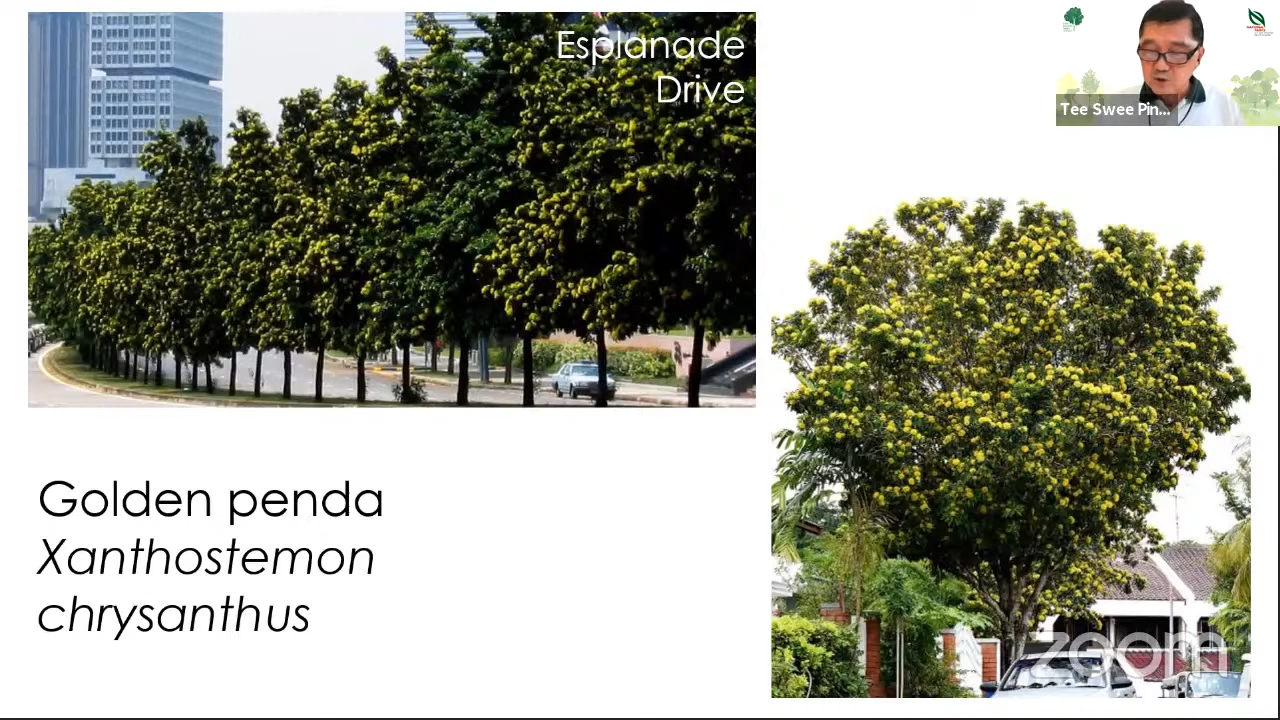 Esplanade
Drive
Tee Swee Pin...
Golden penda
Xanthostemon
chrysanthus
zoom